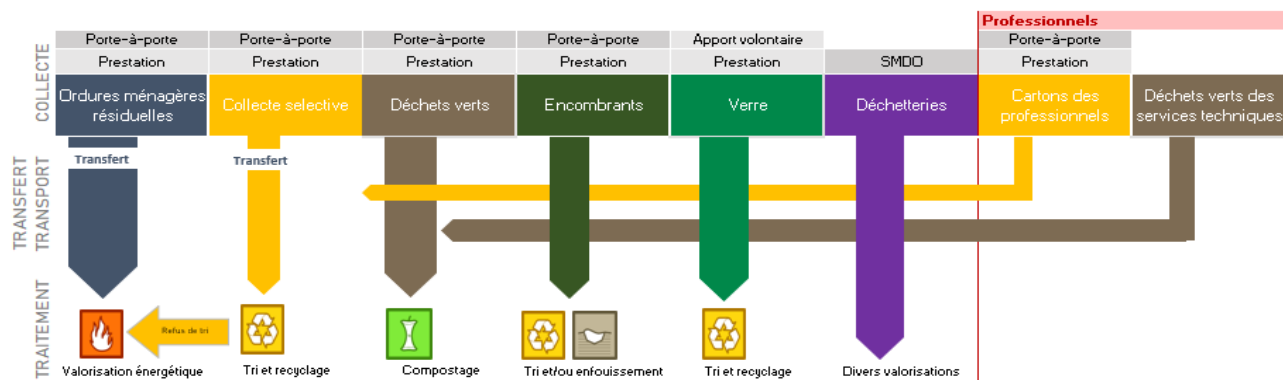 Professionnels
Porte-à-porte Porte-à-porte Porte-à-porte Porte-à-porte Apport volontaire Porte-à-porte
Prestation Prestation Prestation Prestation Prestation SMDO Prestation
COLLECTE
Ordures ménagères
résiduelles
Collecte selective
Déchets verts
Encombrants
Verre
Déchetteries
Cartons des
professionnels
Déchets verts des
services techniques
TRANSFERT
TRANSPORT
Transfert Transfert
TRAITEMENT
Refus de tri
Valorisation énergétique Tri et recyclage Compostage Tri et/ou enfouissement Tri et recyclage Divers valorisations